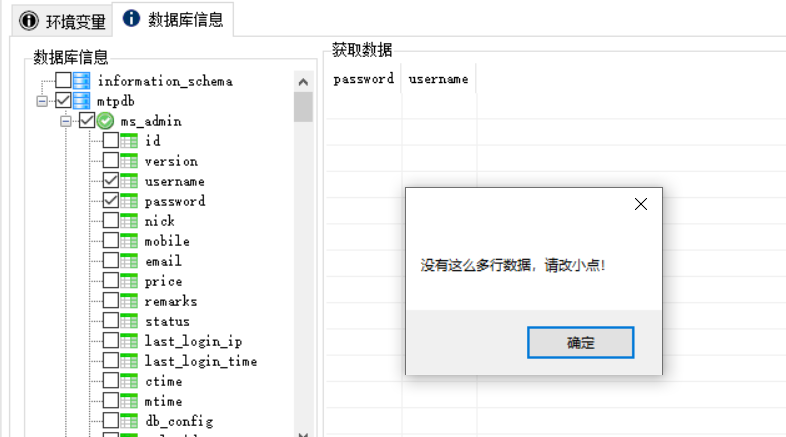 环境变量
数据库信息
数据库信息
information_schema
mtpdb
ms_admin
id
version
username
password
nick
mobile
email
price
remarks
status
last_login_ip
last_login_time
ctime
mtime
db_config
获取数据
password username
没有这么多行数据，请改小点!
确定